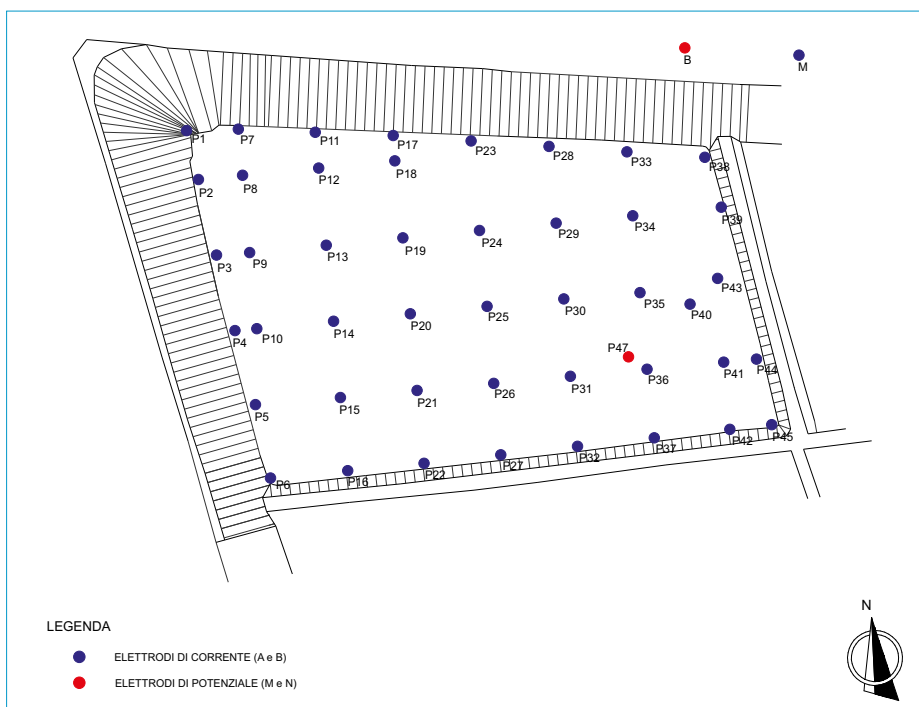 B
M
P1
P7
P11
P17
P23
P28
P33
P38
P2
P8
P12
P18
P39
P3
P9
P13
P19
P24
P29
P34
P43
P4
P10
P14
P20
P25
P30
P35
P40
P47
P5
P15
P21
P26
P31
P36
P41
P44
P6
P16
P22
P27
P32
P37
P42
P45
LEGENDA
ELETTRODI DI CORRENTE (A e B)
ELETTRODI DI POTENZIALE (M e N)
N